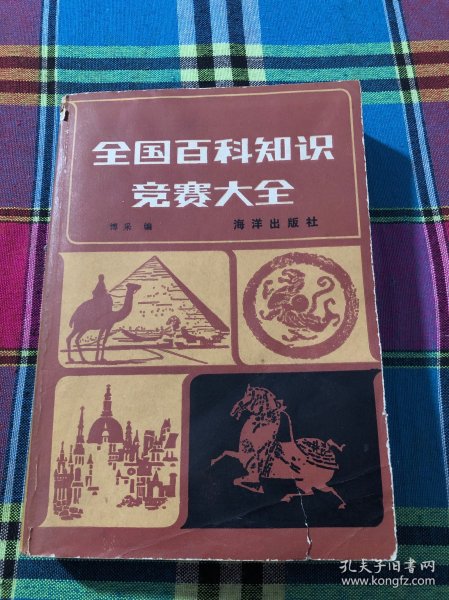 全国百科知识
竞赛大全
博采 编 海洋出版社
孔夫子旧书网
www.kongfz.com